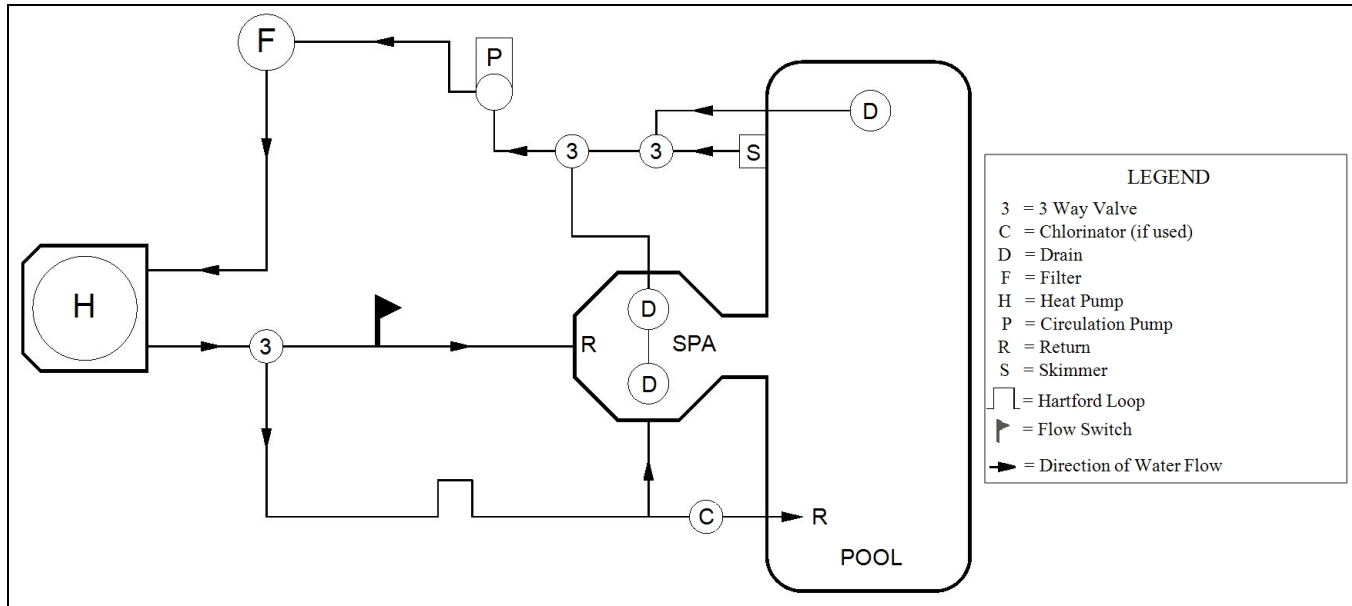 F
P
D
3
3
S
H
3
R
D
SPA
D
C
R
POOL
LEGEND
3 = 3 Way Valve
C = Chlorinator (if used)
D = Drain
F = Filter
H = Heat Pump
P = Circulation Pump
R = Return
S = Skimmer
= Hartford Loop
= Flow Switch
= Direction of Water Flow